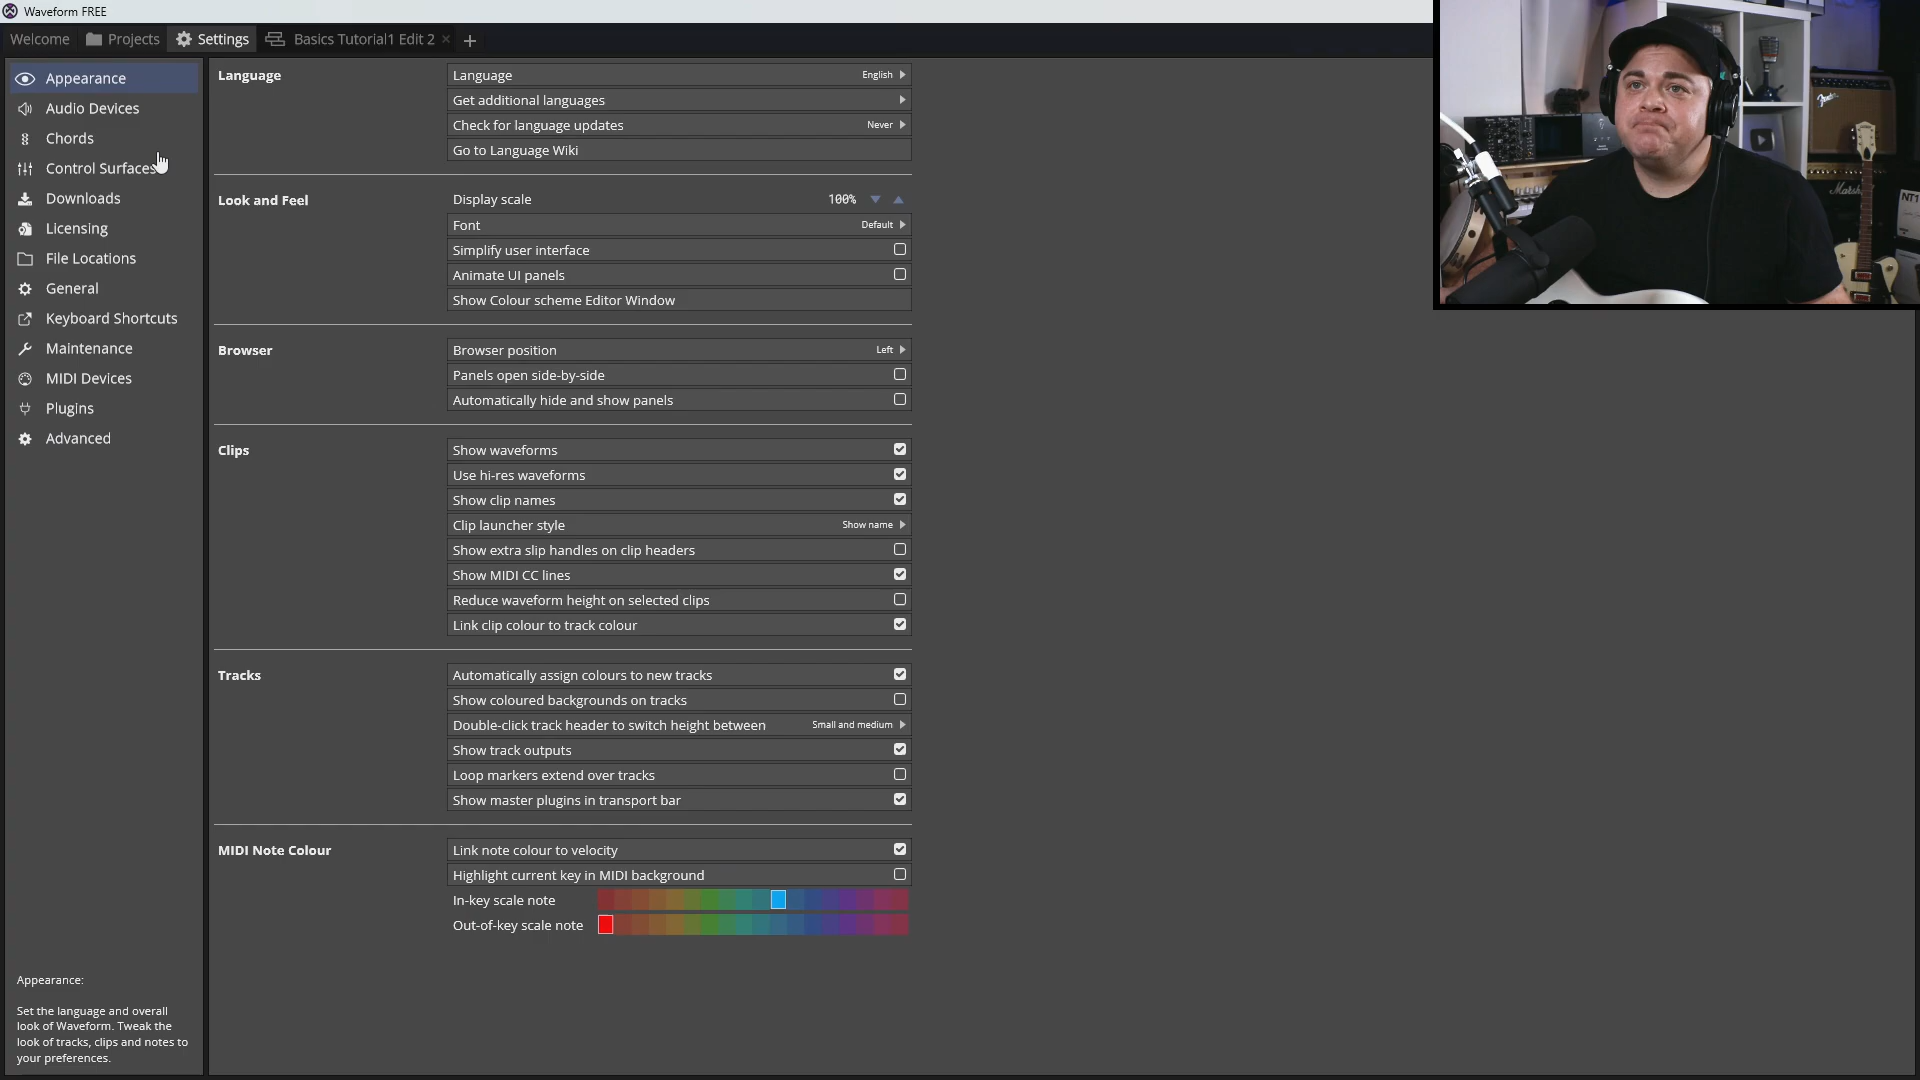 Waveform FREE
Welcome
Projects
Settings
Basics Tutorial1 Edit 2
Appearance
Audio Devices
Chords
Control Surfaces
Downloads
Licensing
File Locations
General
Keyboard Shortcuts
Maintenance
MIDI Devices
Plugins
Advanced
Appearance:
Set the language and overall
look of Waveform. Tweak the
look of tracks, clips and notes to
your preferences.
Language
Language English
Get additional languages
Check for language updates Never
Go to Language Wiki
Look and Feel
Display scale 100%
Font Default
Simplify user interface
Animate UI panels
Show Colour scheme Editor Window
Browser
Browser position Left
Panels open side-by-side
Automatically hide and show panels
Clips
Show waveforms
Use hi-res waveforms
Show clip names
Clip launcher style Show name
Show extra slip handles on clip headers
Show MIDI CC lines
Reduce waveform height on selected clips
Link clip colour to track colour
Tracks
Automatically assign colours to new tracks
Show coloured backgrounds on tracks
Double-click track header to switch height between Small and medium
Show track outputs
Loop markers extend over tracks
Show master plugins in transport bar
MIDI Note Colour
Link note colour to velocity
Highlight current key in MIDI background
In-key scale note
Out-of-key scale note
Fender
Marshall
NT1